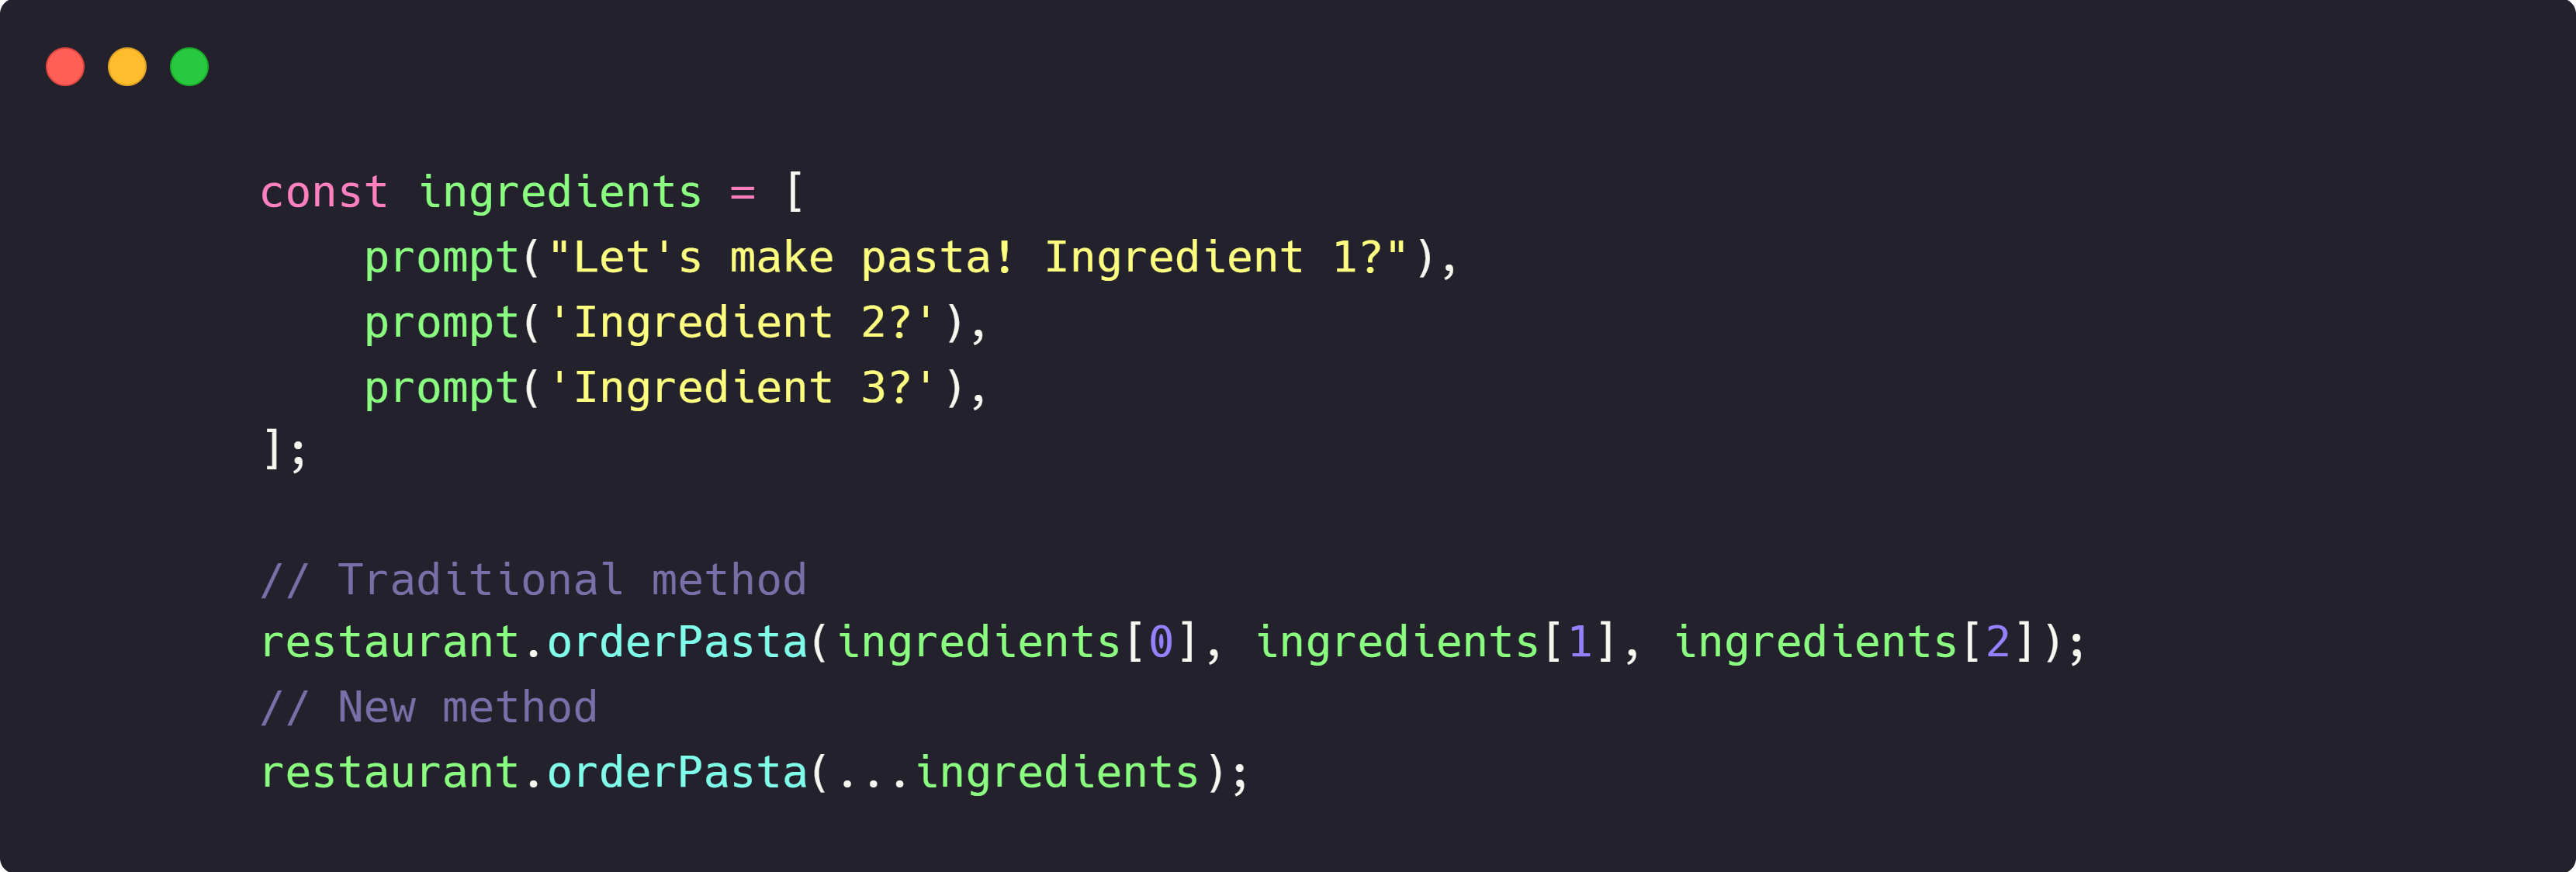 const ingredients = [
    prompt("Let's make pasta! Ingredient 1?"),
    prompt('Ingredient 2?'),
    prompt('Ingredient 3?'),
];

// Traditional method
restaurant.orderPasta(ingredients[0], ingredients[1], ingredients[2]);
// New method
restaurant.orderPasta(...ingredients);